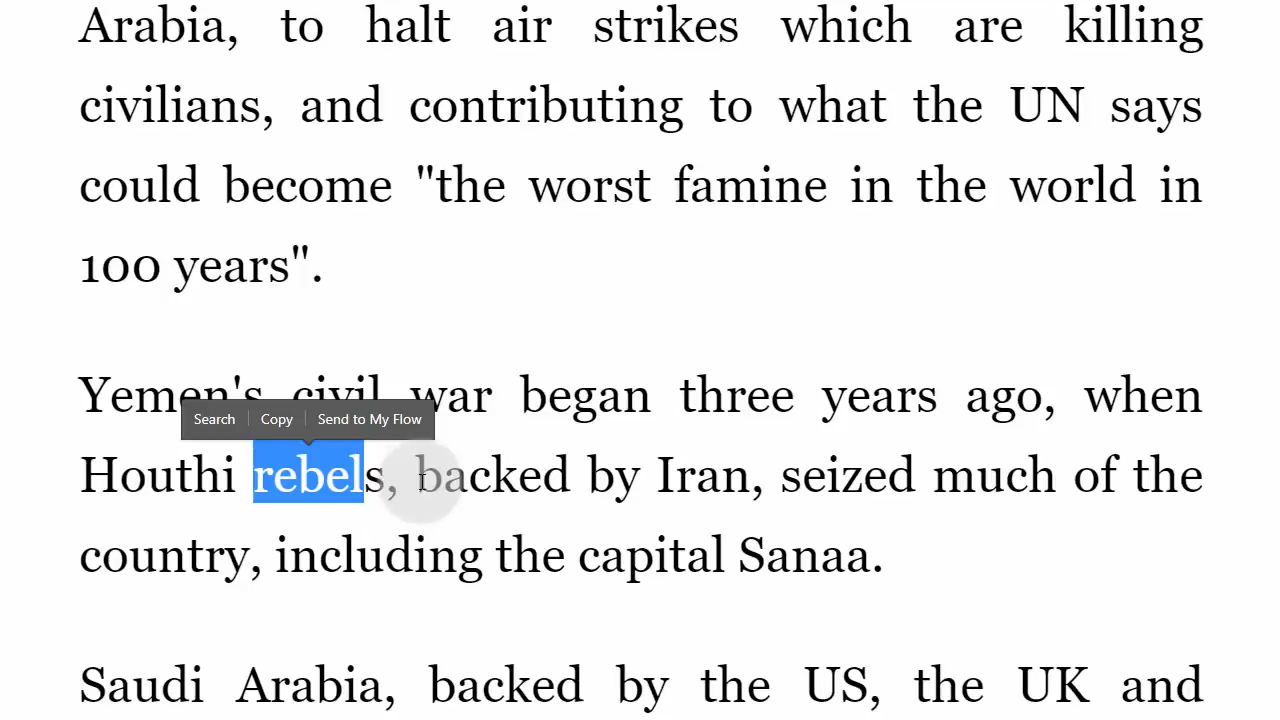 Arabia, to halt air strikes which are killing
civilians, and contributing to what the UN says
could become "the worst famine in the world in
100 years".
Yemen's civil war began three years ago, when
Search Copy Send to My Flow
Houthi rebels, backed by Iran, seized much of the
country, including the capital Sanaa.
Saudi Arabia, backed by the US, the UK and